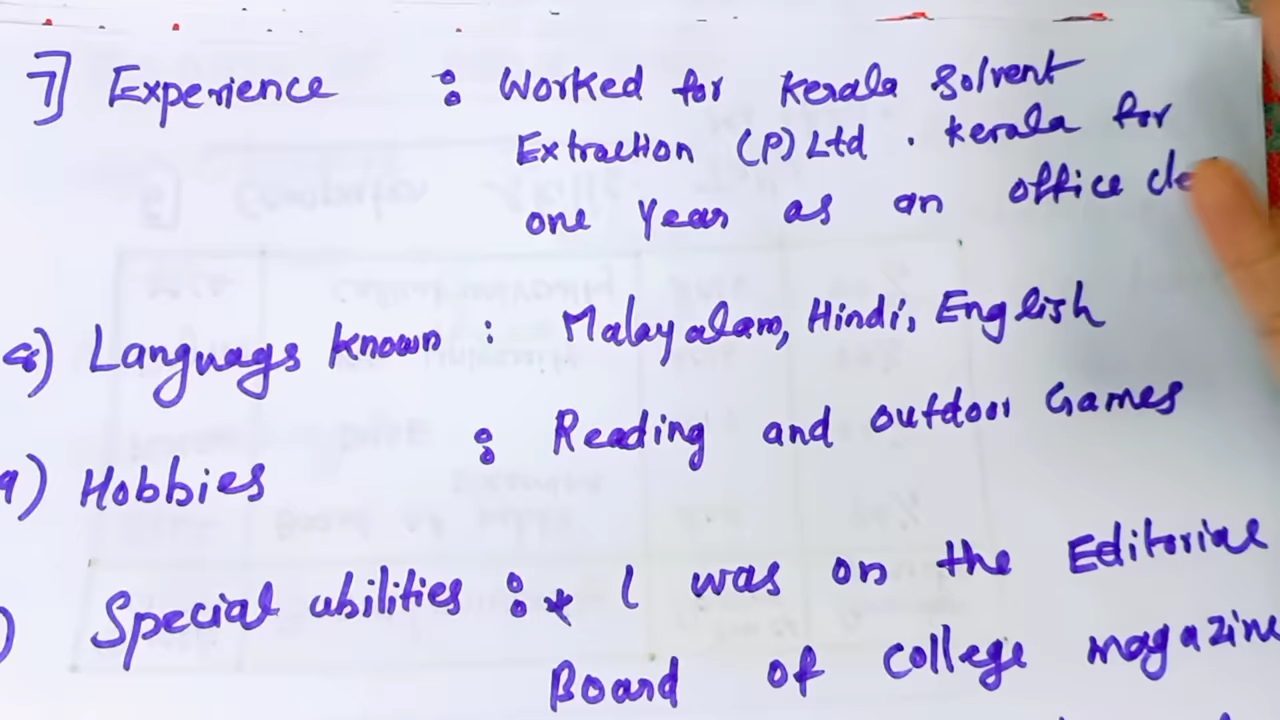 7] Experience : Worked for Kerala Solvent
Extraction (P) Ltd . Kerala for
one Year as an office
8) Languags known : Malayalam, Hindi, English
9) Hobbies : Reading and outdoor Games
) Special abilities : * I was on the Editorial
Board of college magazine